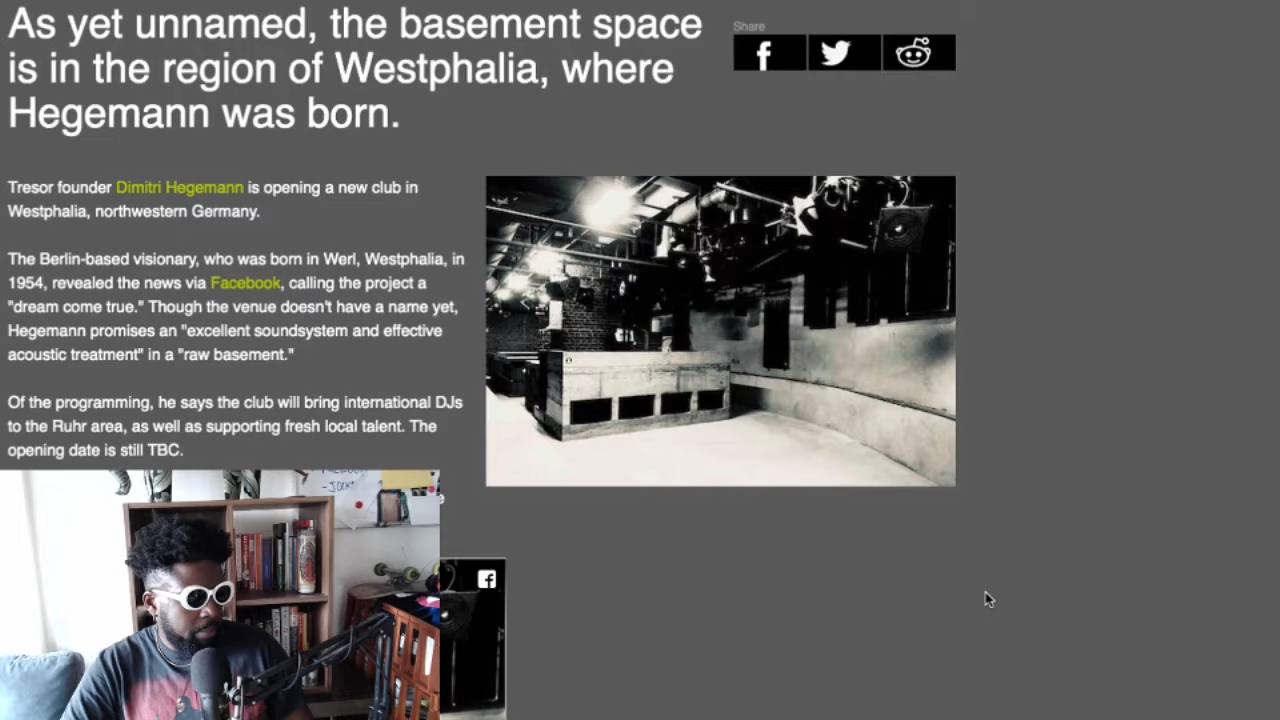 As yet unnamed, the basement space
is in the region of Westphalia, where
Hegemann was born.
Share
Tresor founder Dimitri Hegemann is opening a new club in
Westphalia, northwestern Germany.
The Berlin-based visionary, who was born in Werl, Westphalia, in
1954, revealed the news via Facebook, calling the project a
"dream come true." Though the venue doesn't have a name yet,
Hegemann promises an "excellent soundsystem and effective
acoustic treatment" in a "raw basement."
Of the programming, he says the club will bring international DJs
to the Ruhr area, as well as supporting fresh local talent. The
opening date is still TBC.